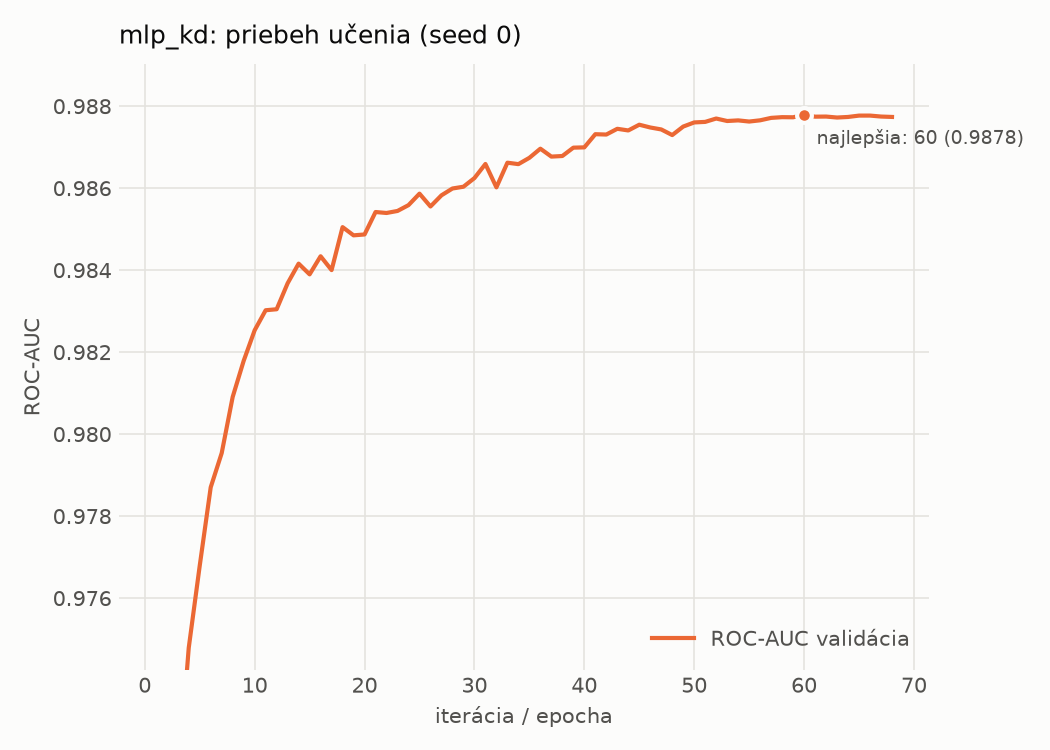 mlp_kd: priebeh učenia (seed 0)
0.988
0.986
0.984
0.982
0.980
0.978
0.976
ROC-AUC
najlepšia: 60 (0.9878)
ROC-AUC validácia
0 10 20 30 40 50 60 70
iterácia / epocha